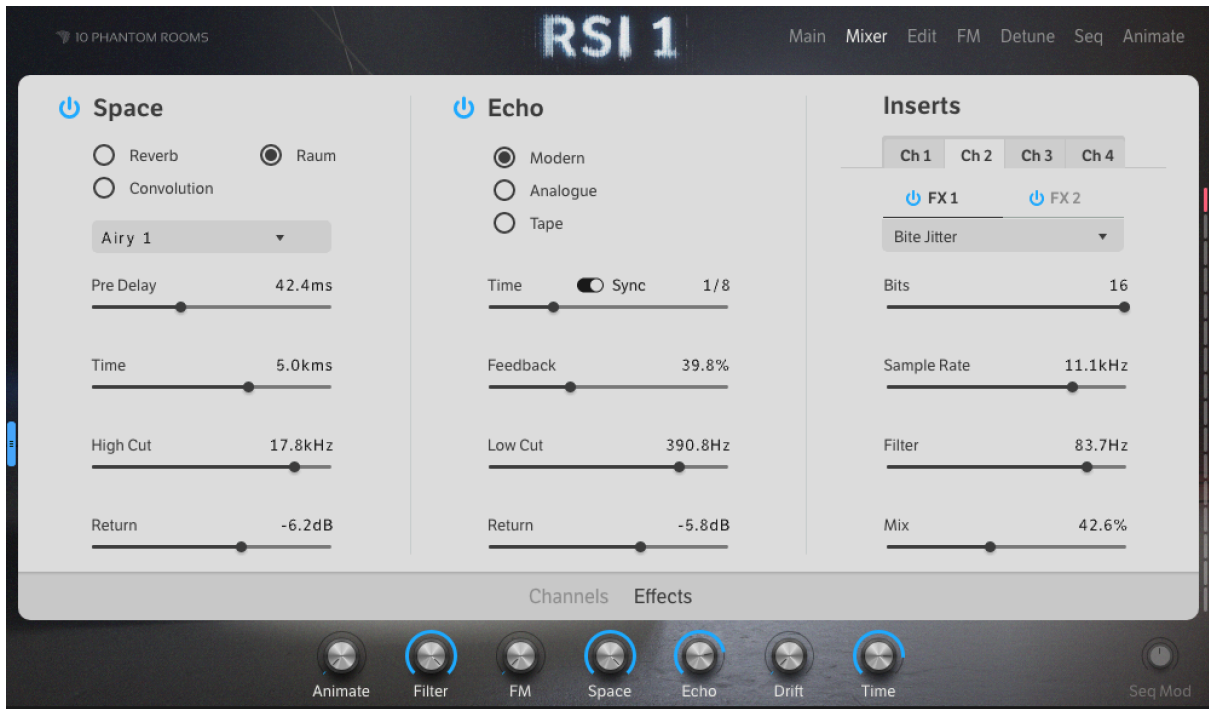 10 PHANTOM ROOMS
RSI 1
Main Mixer Edit FM Detune Seq Animate
Space
Reverb Raum
Convolution
Airy 1
Pre Delay 42.4ms
Time 5.0kms
High Cut 17.8kHz
Return -6.2dB
Echo
Modern
Analogue
Tape
Time Sync 1/8
Feedback 39.8%
Low Cut 390.8Hz
Return -5.8dB
Inserts
Ch 1 Ch 2 Ch 3 Ch 4
FX 1 FX 2
Bite Jitter
Bits 16
Sample Rate 11.1kHz
Filter 83.7Hz
Mix 42.6%
Channels Effects
Animate Filter FM Space Echo Drift Time Seq Mod